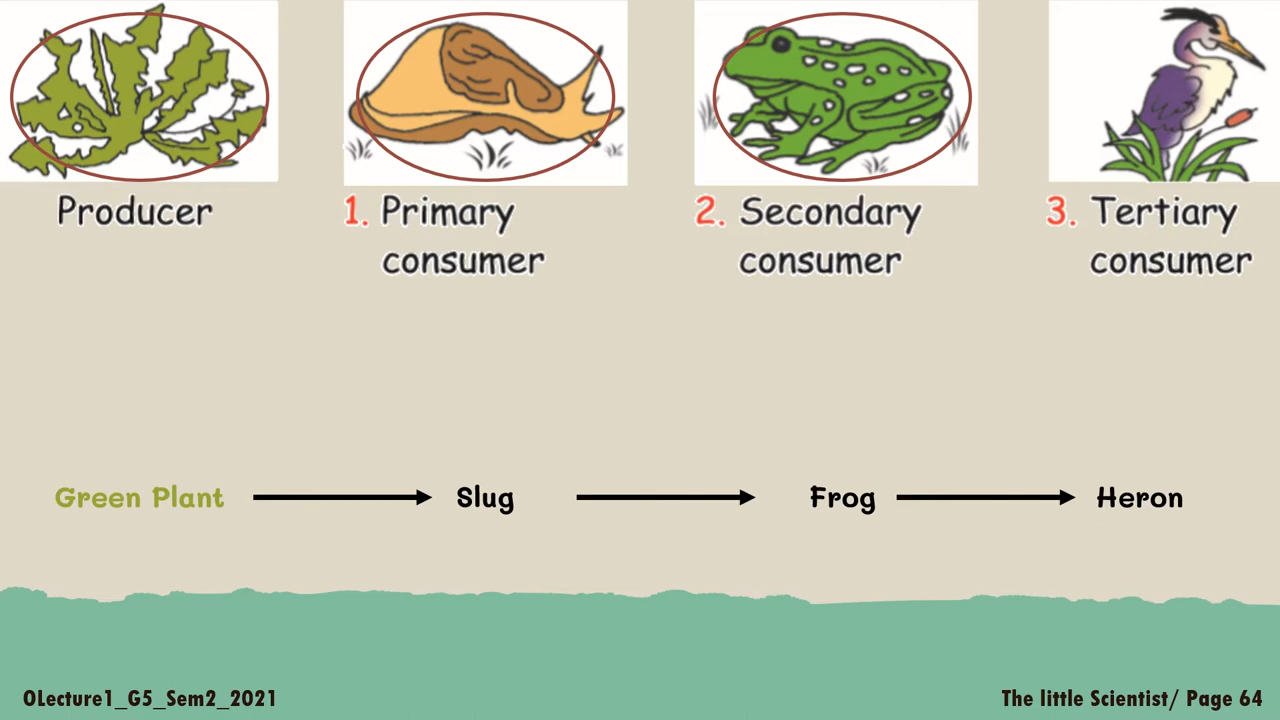 Producer
1. Primary
consumer
2. Secondary
consumer
3. Tertiary
consumer
Green Plant
Slug
Frog
Heron
OLecture1_G5_Sem2_2021
The little Scientist/ Page 64